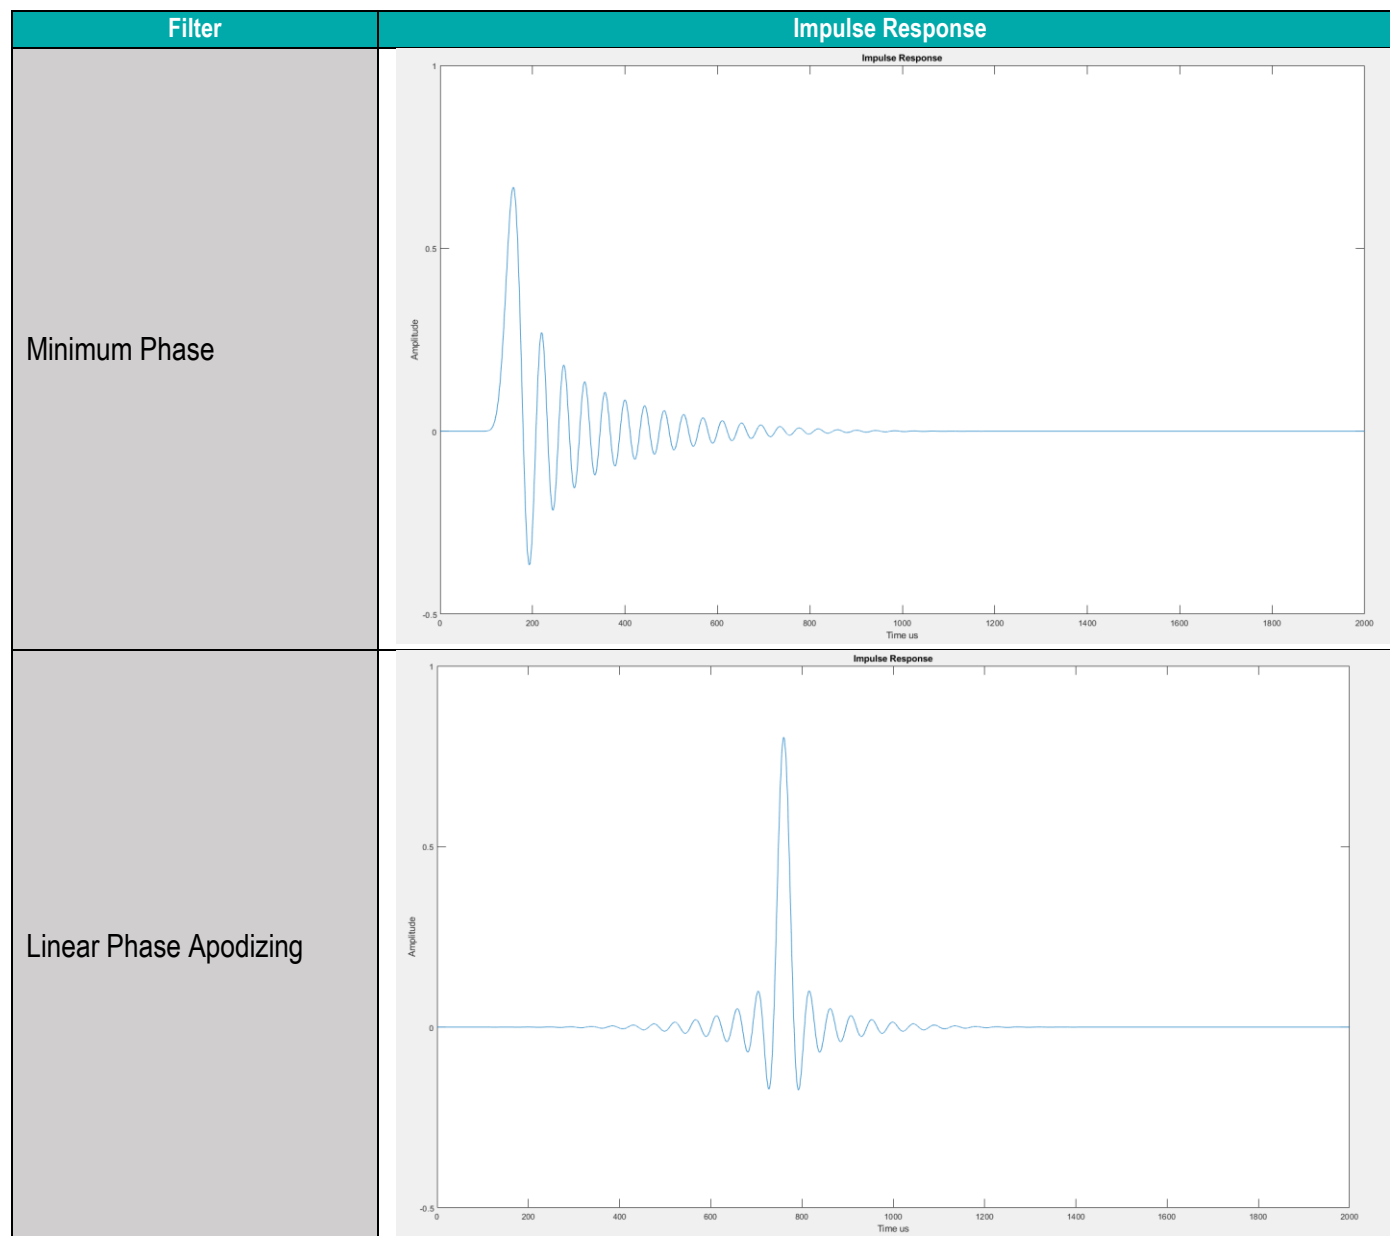 Filter
Impulse Response
Minimum Phase
Impulse Response
1
0.5
0
-0.5
Amplitude
0 200 400 600 800 1000 1200 1400 1600 1800 2000
Time us
Linear Phase Apodizing
Impulse Response
1
0.5
0
-0.5
Amplitude
0 200 400 600 800 1000 1200 1400 1600 1800 2000
Time us